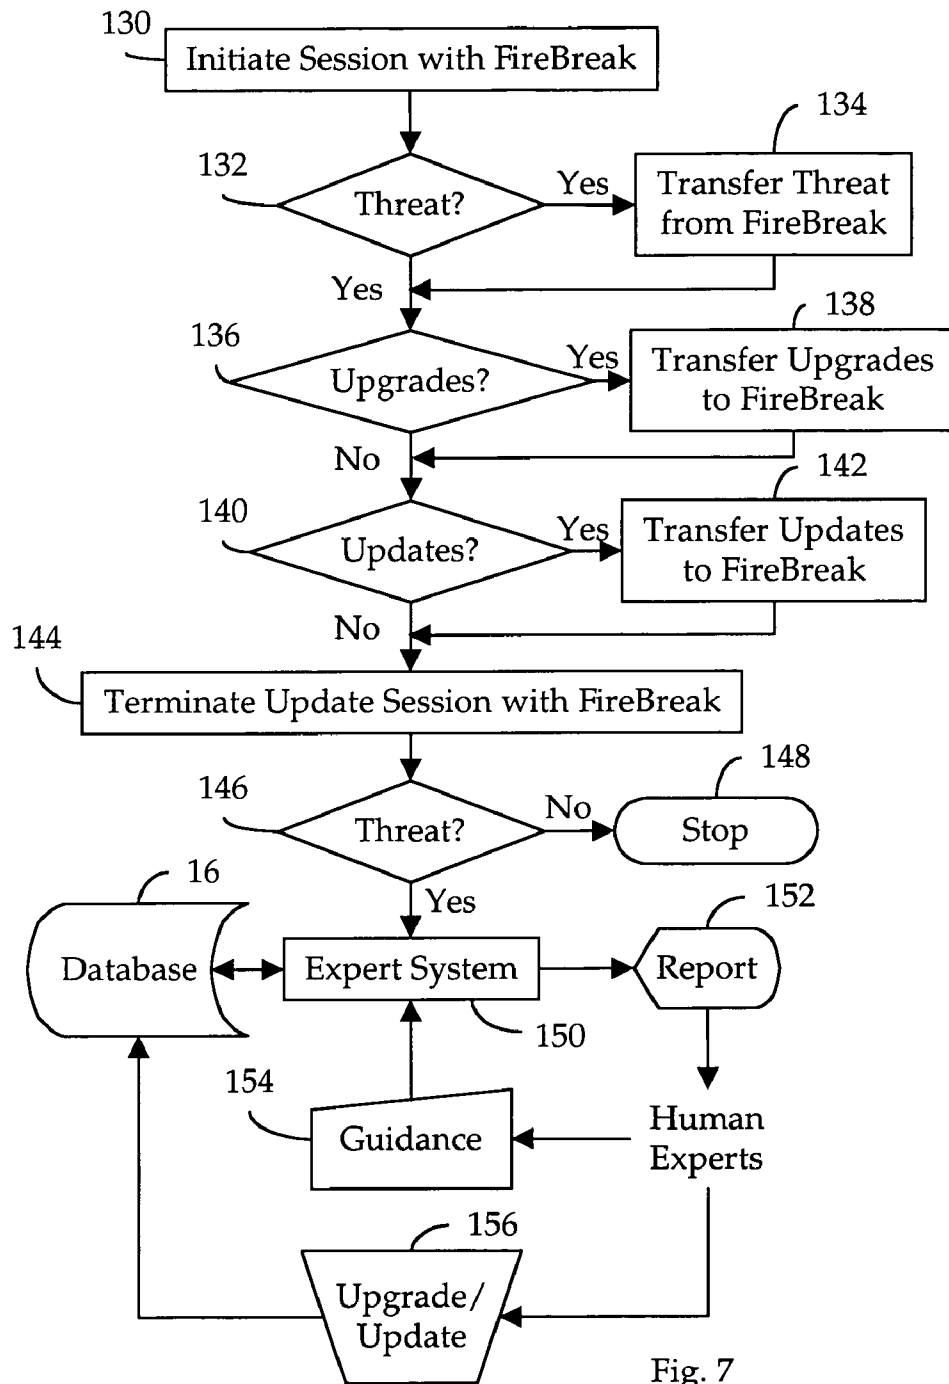 130
Initiate Session with FireBreak
134
132
Threat?
Yes
Transfer Threat
from FireBreak
Yes
138
136
Upgrades?
Yes
Transfer Upgrades
to FireBreak
No
142
140
Updates?
Yes
Transfer Updates
to FireBreak
No
144
Terminate Update Session with FireBreak
148
146
Threat?
No
Stop
Yes
16
152
Database
Expert System
Report
150
154
Guidance
Human
Experts
156
Upgrade/
Update
Fig. 7